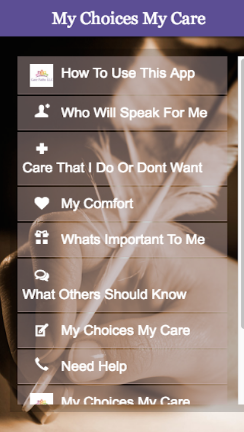 My Choices My Care
How To Use This App
Who Will Speak For Me
Care That I Do Or Dont Want
My Comfort
Whats Important To Me
What Others Should Know
My Choices My Care
Need Help
My Choices My Care